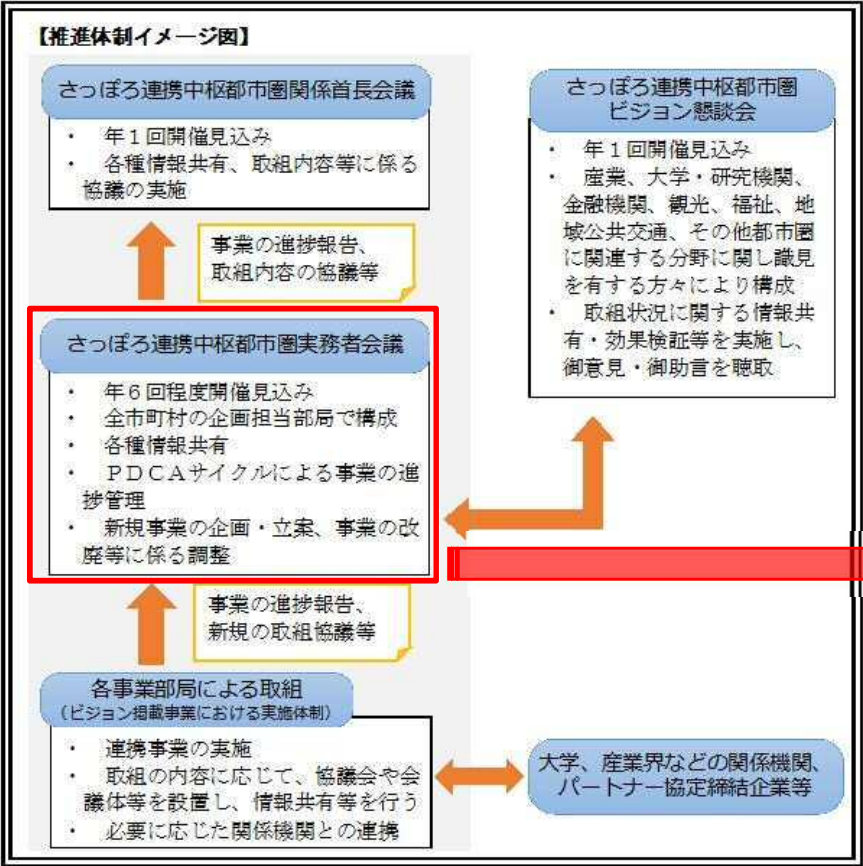 【推進体制イメージ図】
さっぽろ連携中枢都市圏関係首長会議
・ 年１回開催見込み
・ 各種情報共有、取組内容等に係る
協議の実施
事業の進捗報告、
取組内容の協議等
さっぽろ連携中枢都市圏実務者会議
・ 年６回程度開催見込み
・ 全市町村の企画担当部局で構成
・ 各種情報共有
・ ＰＤＣＡサイクルによる事業の進
捗管理
・ 新規事業の企画・立案、事業の改
廃等に係る調整
事業の進捗報告、
新規の取組協議等
各事業部局による取組
（ビジョン掲載事業における実施体制）
・ 連携事業の実施
・ 取組の内容に応じて、協議会や会
議体等を設置し、情報共有等を行う
・ 必要に応じた関係機関との連携
さっぽろ連携中枢都市圏
ビジョン懇談会
・ 年１回開催見込み
・ 産業、大学・研究機関、
金融機関、観光、福祉、地
域公共交通、その他都市圏
に関連する分野に関し識見
を有する方々により構成
・ 取組状況に関する情報共
有・効果検証等を実施し、
御意見・御助言を聴取
大学、産業界などの関係機関、
パートナー協定締結企業等